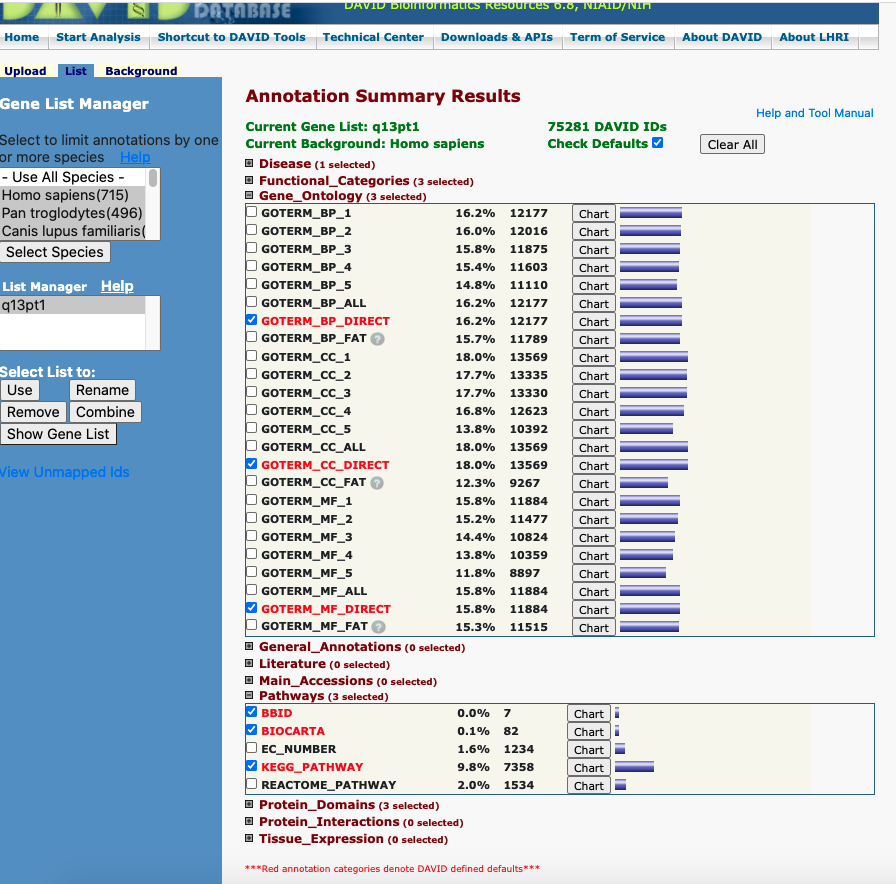 DAVID DATABASE
DAVID Bioinformatics Resources 6.8, NIAID/NIH
Home Start Analysis Shortcut to DAVID Tools Technical Center Downloads & APIs Term of Service About DAVID About LHRI
Upload List Background
Gene List Manager
Select to limit annotations by one
or more species Help
- Use All Species -
Homo sapiens(715)
Pan troglodytes(496)
Canis lupus familiaris(
Select Species
List Manager Help
q13pt1
Select List to:
Use Rename
Remove Combine
Show Gene List
View Unmapped Ids
Annotation Summary Results
Help and Tool Manual
Current Gene List: q13pt1 75281 DAVID IDs
Current Background: Homo sapiens Check Defaults Clear All
Disease (1 selected)
Functional_Categories (3 selected)
Gene_Ontology (3 selected)
GOTERM_BP_1 16.2% 12177 Chart
GOTERM_BP_2 16.0% 12016 Chart
GOTERM_BP_3 15.8% 11875 Chart
GOTERM_BP_4 15.4% 11603 Chart
GOTERM_BP_5 14.8% 11110 Chart
GOTERM_BP_ALL 16.2% 12177 Chart
GOTERM_BP_DIRECT 16.2% 12177 Chart
GOTERM_BP_FAT ? 15.7% 11789 Chart
GOTERM_CC_1 18.0% 13569 Chart
GOTERM_CC_2 17.7% 13335 Chart
GOTERM_CC_3 17.7% 13330 Chart
GOTERM_CC_4 16.8% 12623 Chart
GOTERM_CC_5 13.8% 10392 Chart
GOTERM_CC_ALL 18.0% 13569 Chart
GOTERM_CC_DIRECT 18.0% 13569 Chart
GOTERM_CC_FAT ? 12.3% 9267 Chart
GOTERM_MF_1 15.8% 11884 Chart
GOTERM_MF_2 15.2% 11477 Chart
GOTERM_MF_3 14.4% 10824 Chart
GOTERM_MF_4 13.8% 10359 Chart
GOTERM_MF_5 11.8% 8897 Chart
GOTERM_MF_ALL 15.8% 11884 Chart
GOTERM_MF_DIRECT 15.8% 11884 Chart
GOTERM_MF_FAT ? 15.3% 11515 Chart
General_Annotations (0 selected)
Literature (0 selected)
Main_Accessions (0 selected)
Pathways (3 selected)
BBID 0.0% 7 Chart
BIOCARTA 0.1% 82 Chart
EC_NUMBER 1.6% 1234 Chart
KEGG_PATHWAY 9.8% 7358 Chart
REACTOME_PATHWAY 2.0% 1534 Chart
Protein_Domains (3 selected)
Protein_Interactions (0 selected)
Tissue_Expression (0 selected)
***Red annotation categories denote DAVID defined defaults***